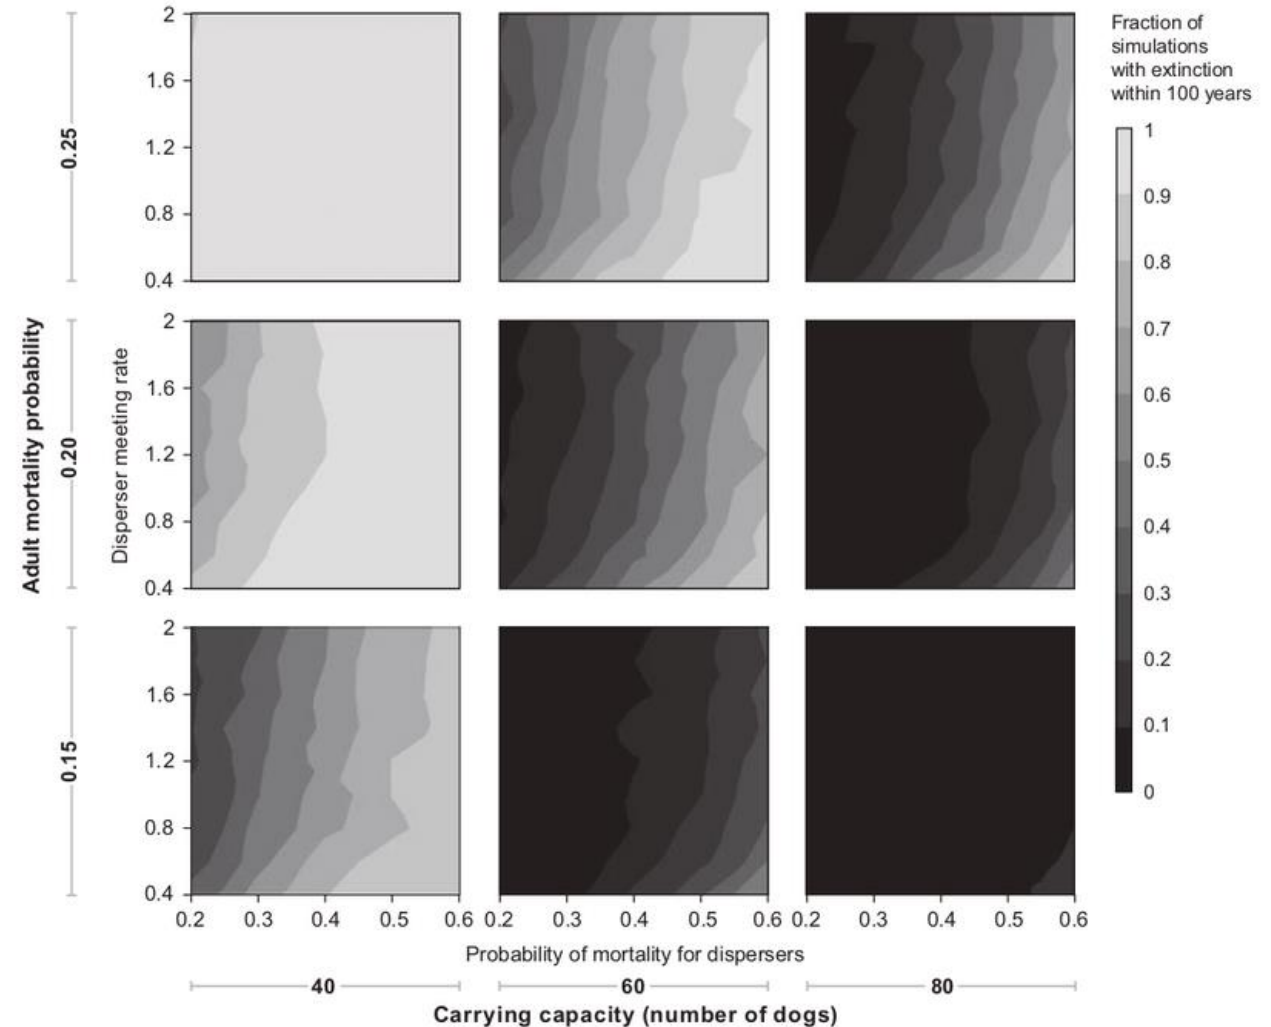 Fraction of
simulations
with extinction
within 100 years
1
0.9
0.8
0.7
0.6
0.5
0.4
0.3
0.2
0.1
0
Adult mortality probability
0.25
0.20
0.15
Disperser meeting rate
2
1.6
1.2
0.8
0.4
2
1.6
1.2
0.8
0.4
2
1.6
1.2
0.8
0.4
0.2 0.3 0.4 0.5 0.6 0.2 0.3 0.4 0.5 0.6 0.2 0.3 0.4 0.5 0.6
Probability of mortality for dispersers
40 60 80
Carrying capacity (number of dogs)